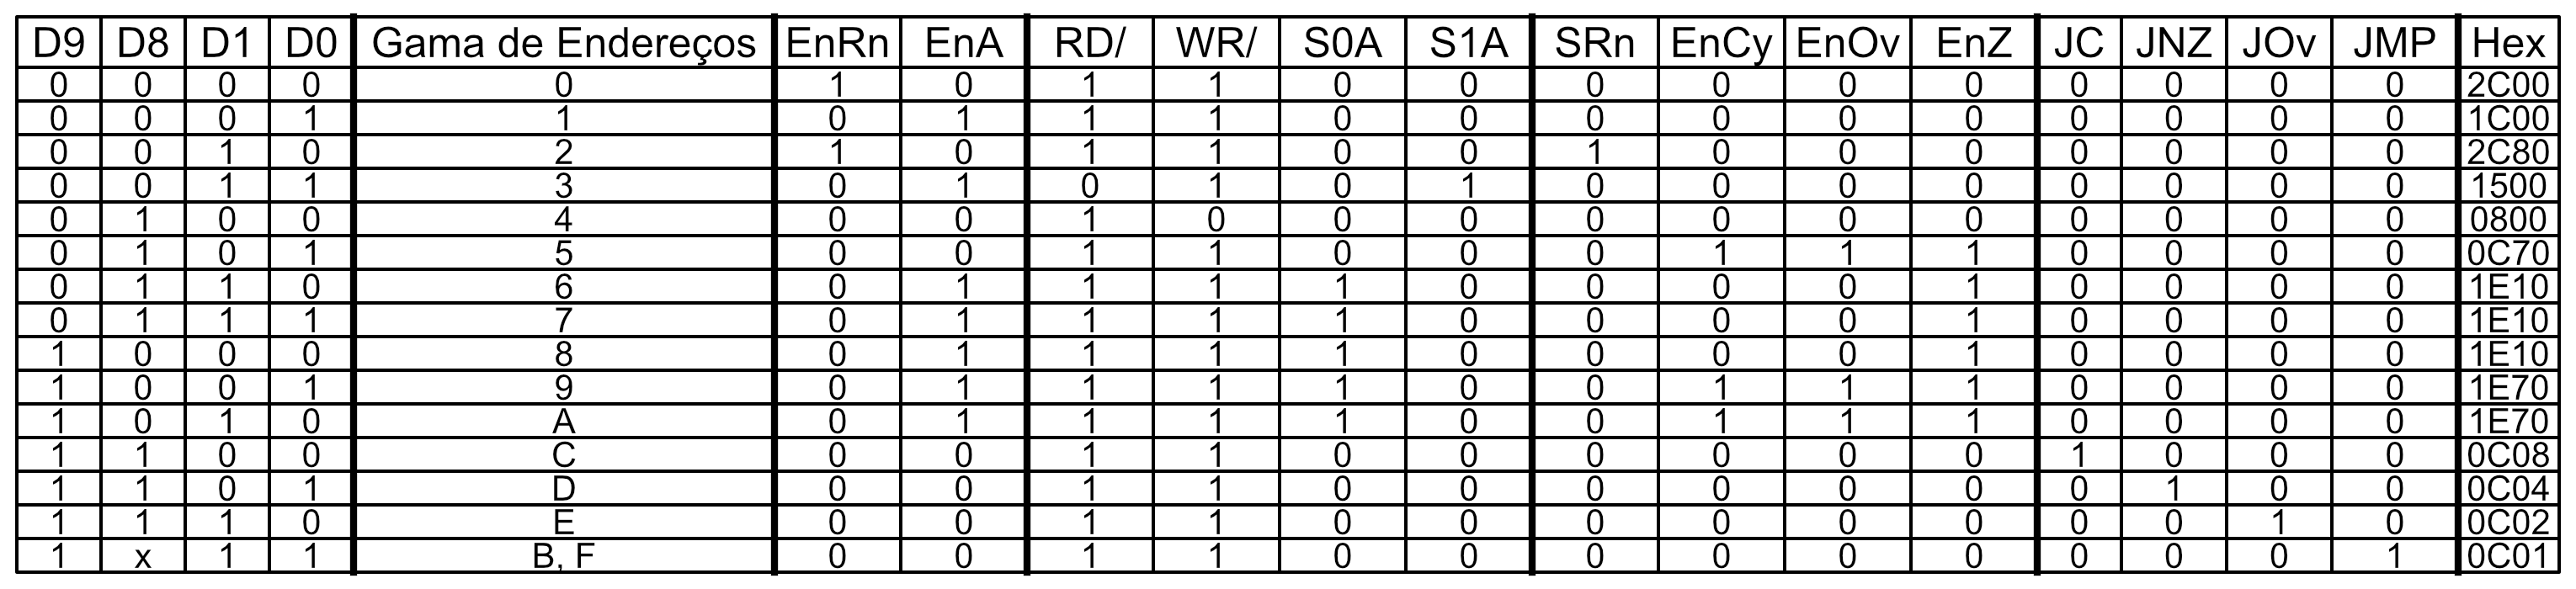 D9 D8 D1 D0 Gama de Endereços EnRn EnA RD/ WR/ S0A S1A SRn EnCy EnOv EnZ JC JNZ JOv JMP Hex
0 0 0 0 0 1 0 1 1 0 0 0 0 0 0 0 0 0 0 2C00
0 0 0 1 1 0 1 1 1 0 0 0 0 0 0 0 0 0 0 1C00
0 0 1 0 2 1 0 1 1 0 0 1 0 0 0 0 0 0 0 2C80
0 0 1 1 3 0 1 0 1 0 1 0 0 0 0 0 0 0 0 1500
0 1 0 0 4 0 0 1 0 0 0 0 0 0 0 0 0 0 0 0800
0 1 0 1 5 0 0 1 1 0 0 0 1 1 1 0 0 0 0 0C70
0 1 1 0 6 0 1 1 1 1 0 0 0 0 1 0 0 0 0 1E10
0 1 1 1 7 0 1 1 1 1 0 0 0 0 1 0 0 0 0 1E10
1 0 0 0 8 0 1 1 1 1 0 0 0 0 1 0 0 0 0 1E10
1 0 0 1 9 0 1 1 1 1 0 0 1 1 1 0 0 0 0 1E70
1 0 1 0 A 0 1 1 1 1 0 0 1 1 1 0 0 0 0 1E70
1 1 0 0 C 0 0 1 1 0 0 0 0 0 0 1 0 0 0 0C08
1 1 0 1 D 0 0 1 1 0 0 0 0 0 0 0 1 0 0 0C04
1 1 1 0 E 0 0 1 1 0 0 0 0 0 0 0 0 1 0 0C02
1 x 1 1 B, F 0 0 1 1 0 0 0 0 0 0 0 0 0 1 0C01